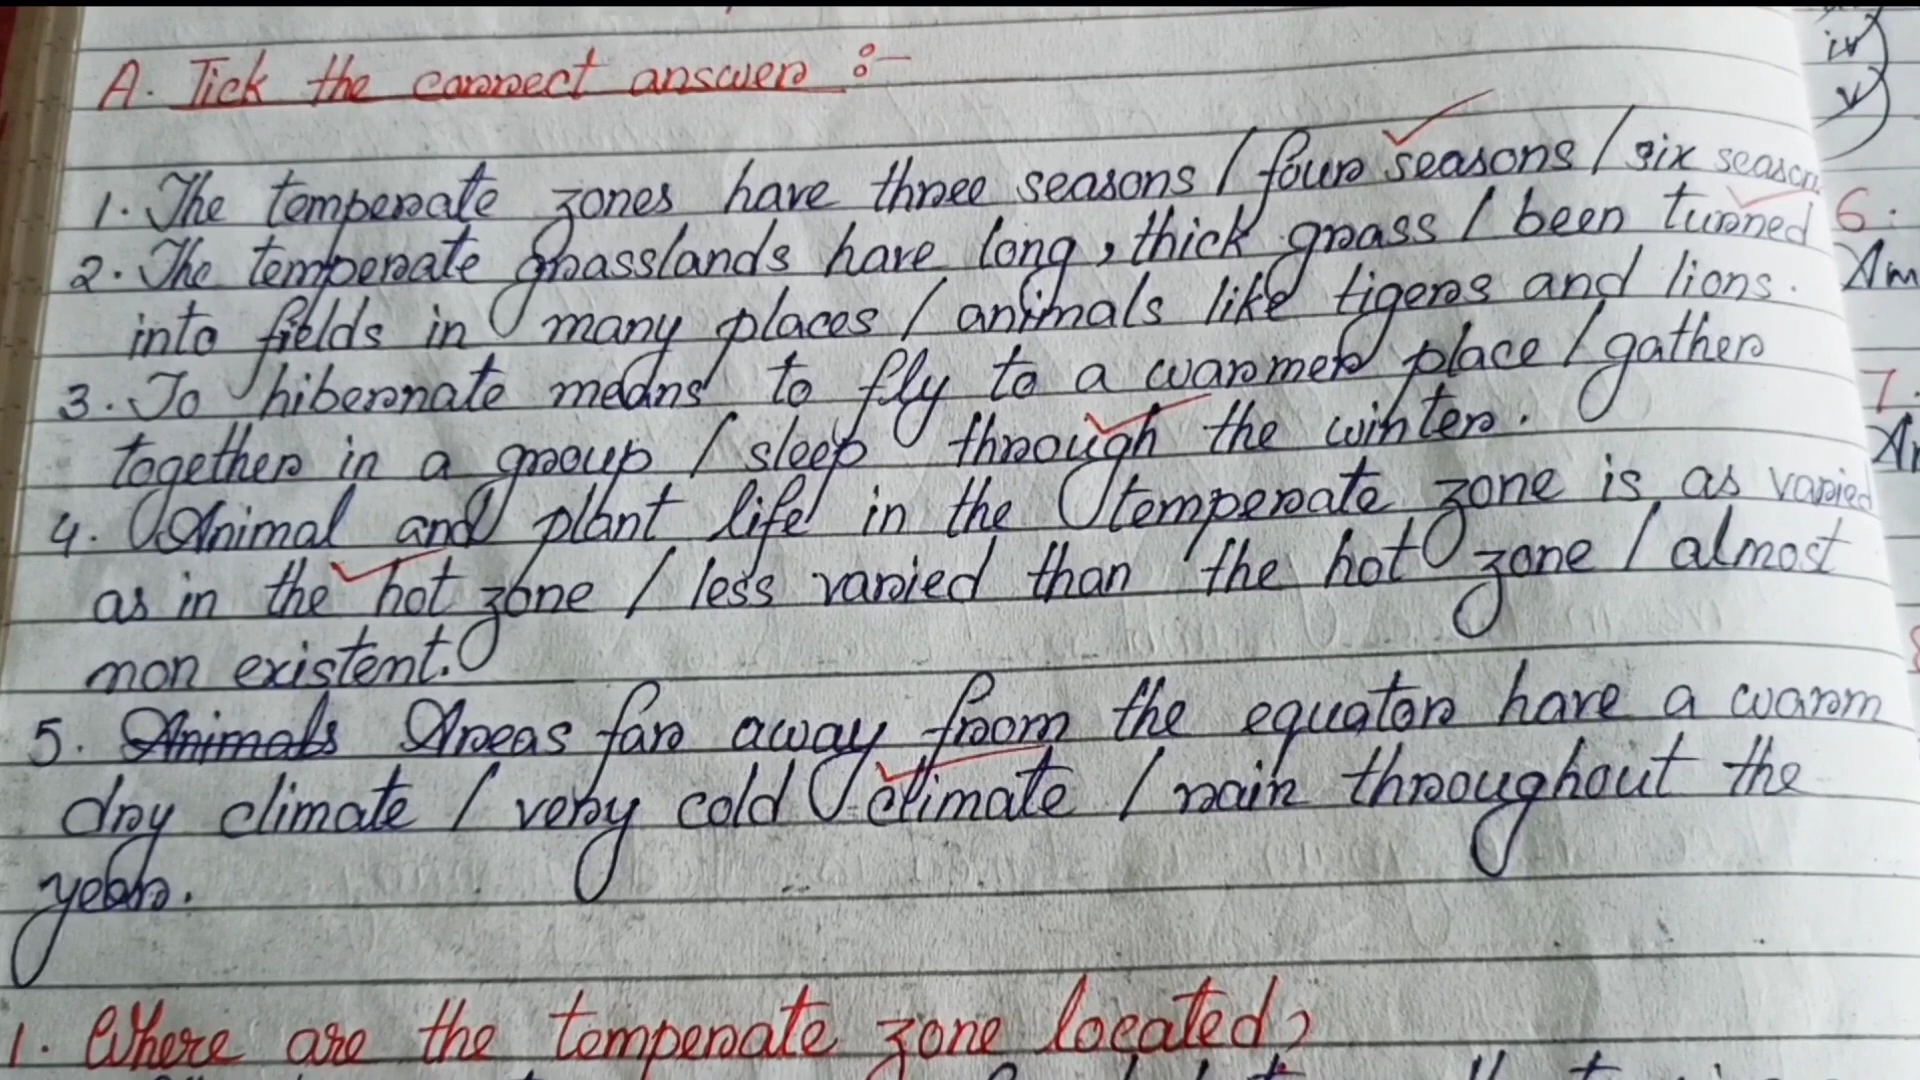 A. Tick the correct answer :-
1. The temperate zones have three seasons / four seasons / six season
2. The temperate grasslands have long, thick grass / been turned
into fields in many places / animals like tigers and lions.
3. To hibernate means to fly to a warmer place / gather
together in a group / sleep through the winter.
4. Animal and plant life in the temperate zone is as varied
as in the hot zone / less varied than the hot zone / almost
non existent.
5. Animals Areas far away from the equator have a warm
dry climate / very cold climate / rain throughout the
year.
1. Where are the temperate zone located?
iv
v
6.
7.